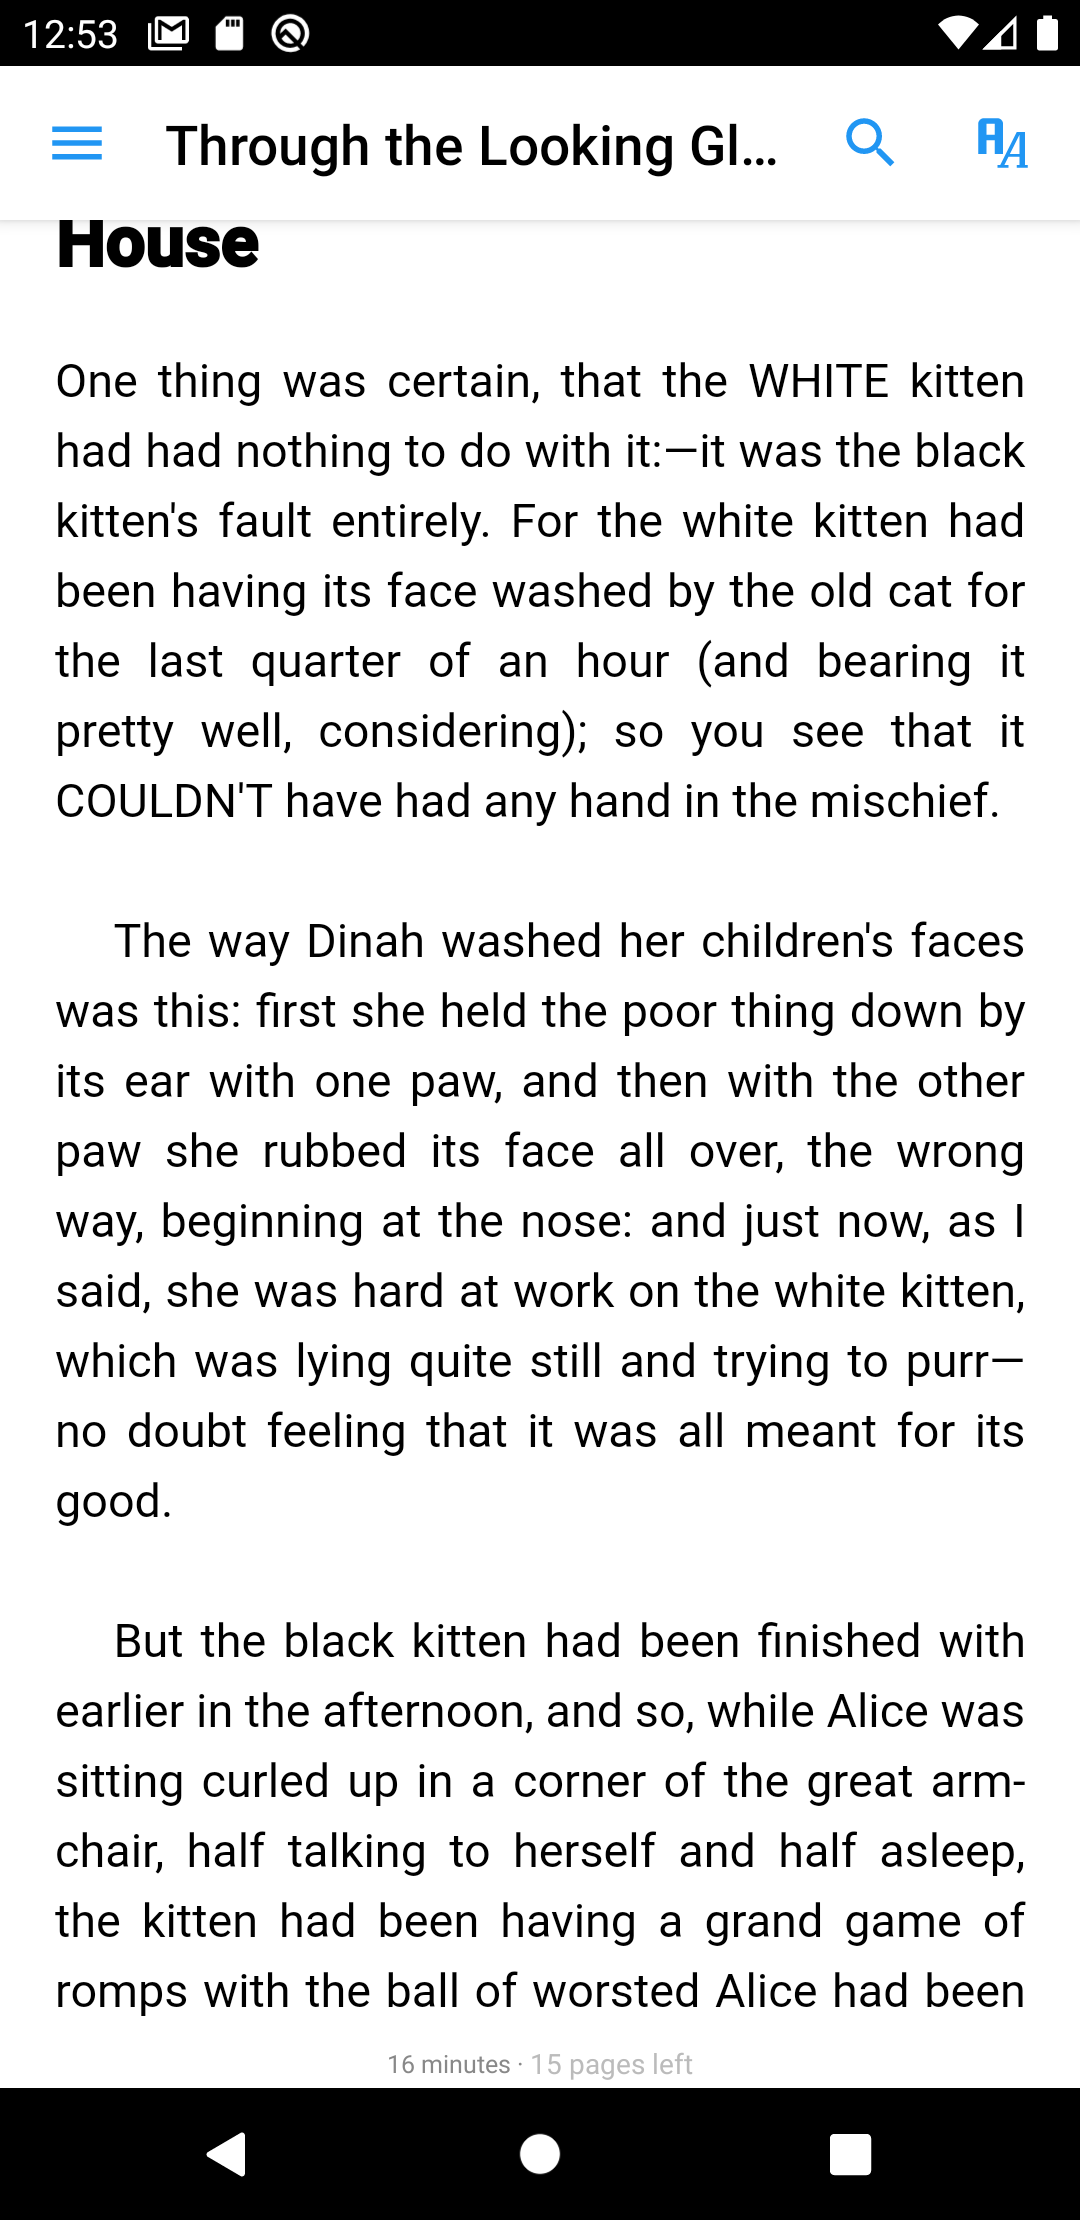 12:53
Through the Looking Gl...
House
One thing was certain, that the WHITE kitten
had had nothing to do with it:—it was the black
kitten's fault entirely. For the white kitten had
been having its face washed by the old cat for
the last quarter of an hour (and bearing it
pretty well, considering); so you see that it
COULDN'T have had any hand in the mischief.
The way Dinah washed her children's faces
was this: first she held the poor thing down by
its ear with one paw, and then with the other
paw she rubbed its face all over, the wrong
way, beginning at the nose: and just now, as I
said, she was hard at work on the white kitten,
which was lying quite still and trying to purr—
no doubt feeling that it was all meant for its
good.
But the black kitten had been finished with
earlier in the afternoon, and so, while Alice was
sitting curled up in a corner of the great arm-
chair, half talking to herself and half asleep,
the kitten had been having a grand game of
romps with the ball of worsted Alice had been
16 minutes · 15 pages left